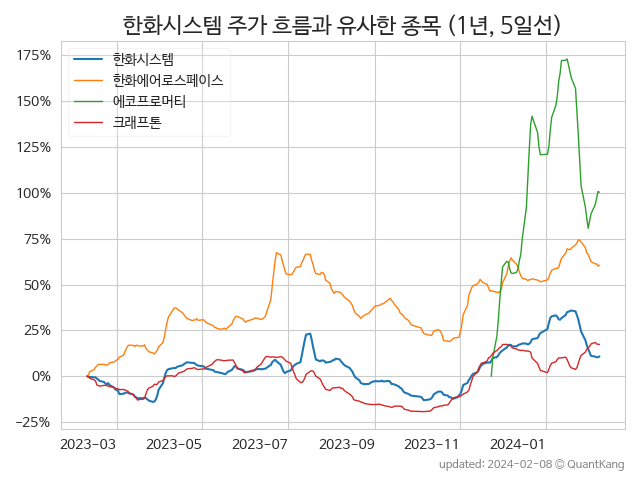 한화시스템 주가 흐름과 유사한 종목 (1년, 5일선)
한화시스템
한화에어로스페이스
에코프로머티
크래프톤
175%
150%
125%
100%
75%
50%
25%
0%
−25%
2023-03 2023-05 2023-07 2023-09 2023-11 2024-01
updated: 2024-02-08 © QuantKang